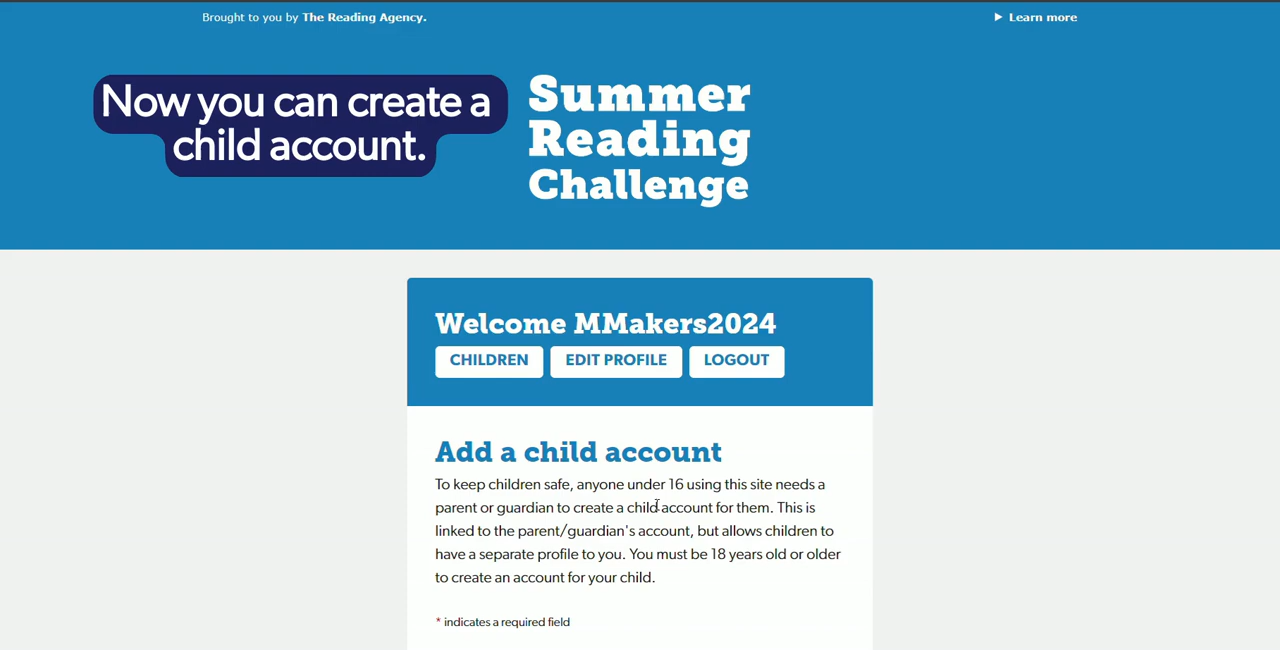 Brought to you by The Reading Agency.
Learn more
Now you can create a
child account.
Summer
Reading
Challenge
Welcome MMakers2024
CHILDREN
EDIT PROFILE
LOGOUT
Add a child account
To keep children safe, anyone under 16 using this site needs a
parent or guardian to create a child account for them. This is
linked to the parent/guardian's account, but allows children to
have a separate profile to you. You must be 18 years old or older
to create an account for your child.
* indicates a required field